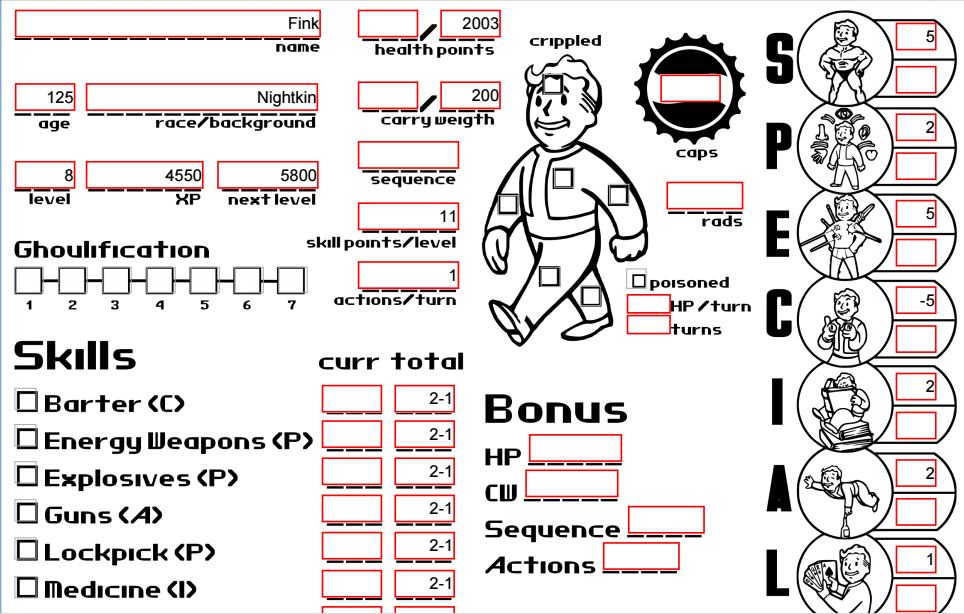 Fink
name
125
age
Nightkin
race/background
8
level
4550
XP
5800
next level
Ghoulification
1 2 3 4 5 6 7
/ 2003
health points
/ 200
carry weigth
sequence
11
skill points/level
1
actions/turn
crippled
caps
rads
poisoned
HP/turn
turns
S 5
P 2
E 5
C -5
I 2
A 2
L 1
Skills
curr total
Barter (C) 2-1
Energy Weapons (P) 2-1
Explosives (P) 2-1
Guns (A) 2-1
Lockpick (P) 2-1
Medicine (I) 2-1
Bonus
HP
CW
Sequence
Actions